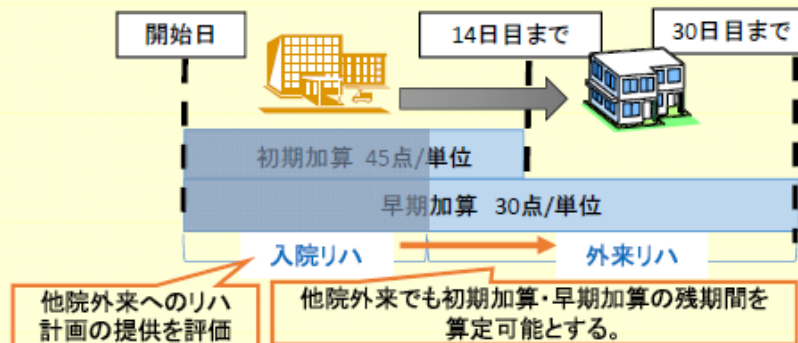 開始日
14日目まで
30日目まで
初期加算 45点/単位
早期加算 30点/単位
入院リハ
外来リハ
他院外来へのリハ
計画の提供を評価
他院外来でも初期加算・早期加算の残期間を
算定可能とする。